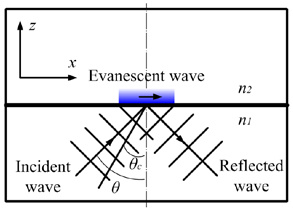 z
x
Evanescent wave
n₂
n₁
Incident
wave
θ
θc
Reflected
wave